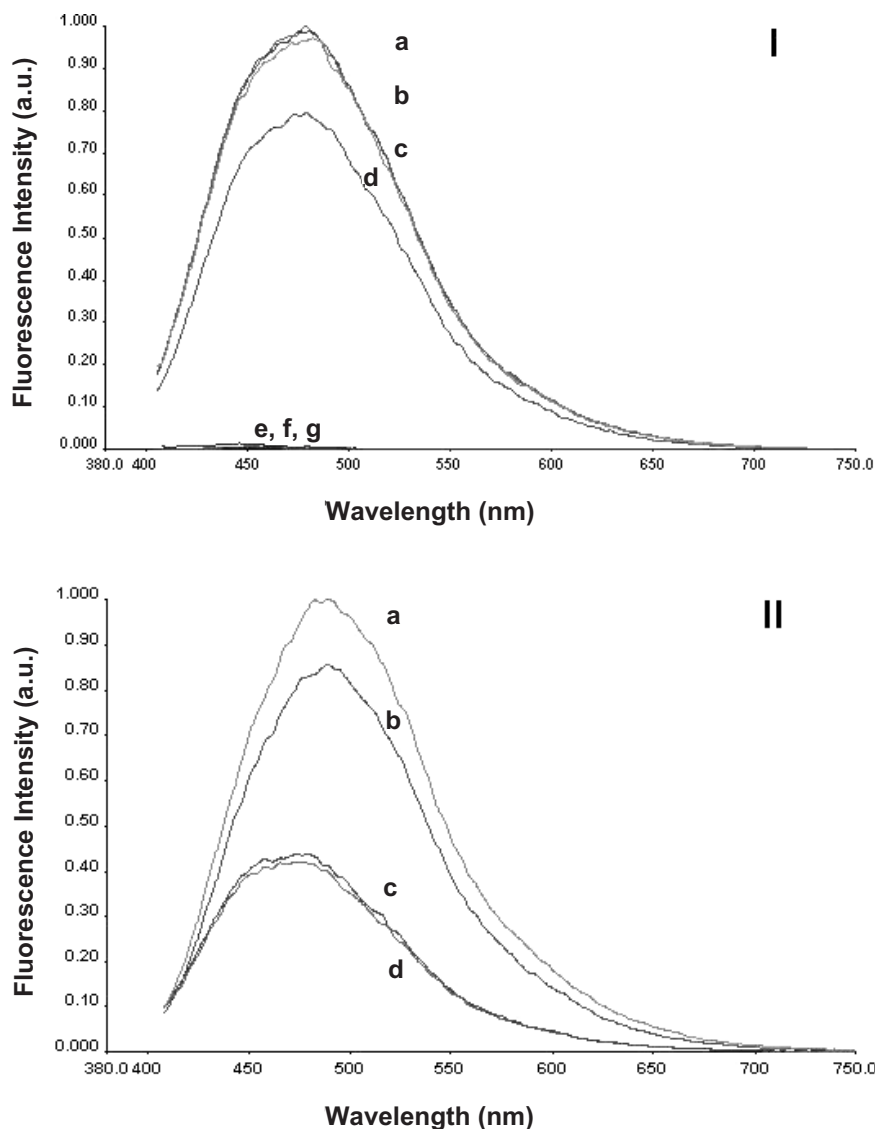 1.000
a
I
0.90
b
0.80
c
0.70
d
0.60
0.50
0.40
0.30
0.20
0.10
e, f, g
0.000
380.0 400 450 500 550 600 650 700 750.0
Fluorescence Intensity (a.u.)
Wavelength (nm)
1.000
a
II
0.90
0.80
b
0.70
0.60
0.50
0.40
c
0.30
0.20
d
0.10
0.000
380.0 400 450 500 550 600 650 700 750.0
Fluorescence Intensity (a.u.)
Wavelength (nm)